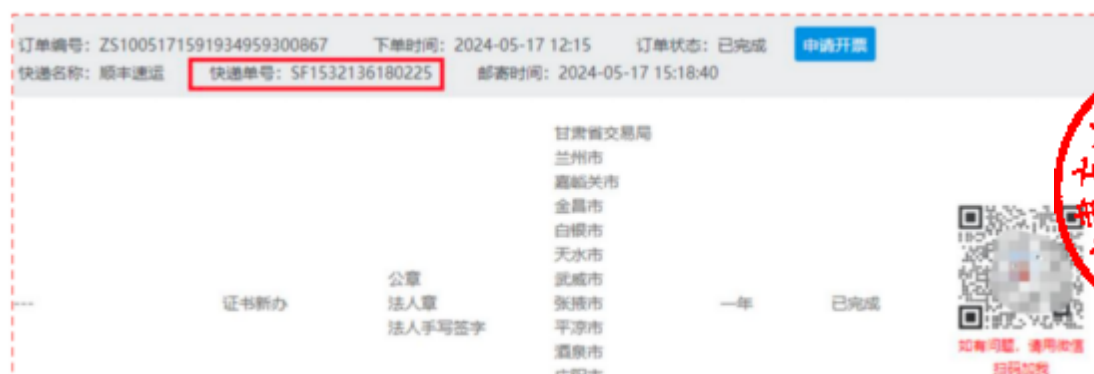 订单编号：ZS1005171591934959300867 下单时间：2024-05-17 12:15 订单状态：已完成 申请开票
快递名称：顺丰速运 快递单号：SF1532136180225 邮寄时间：2024-05-17 15:18:40
甘肃省交易局
兰州市
嘉峪关市
金昌市
白银市
天水市
公章 武威市
--- 证书新办 法人章 张掖市 一年 已完成
法人手写签字 平凉市
酒泉市
如有问题，请用微信
扫码加我